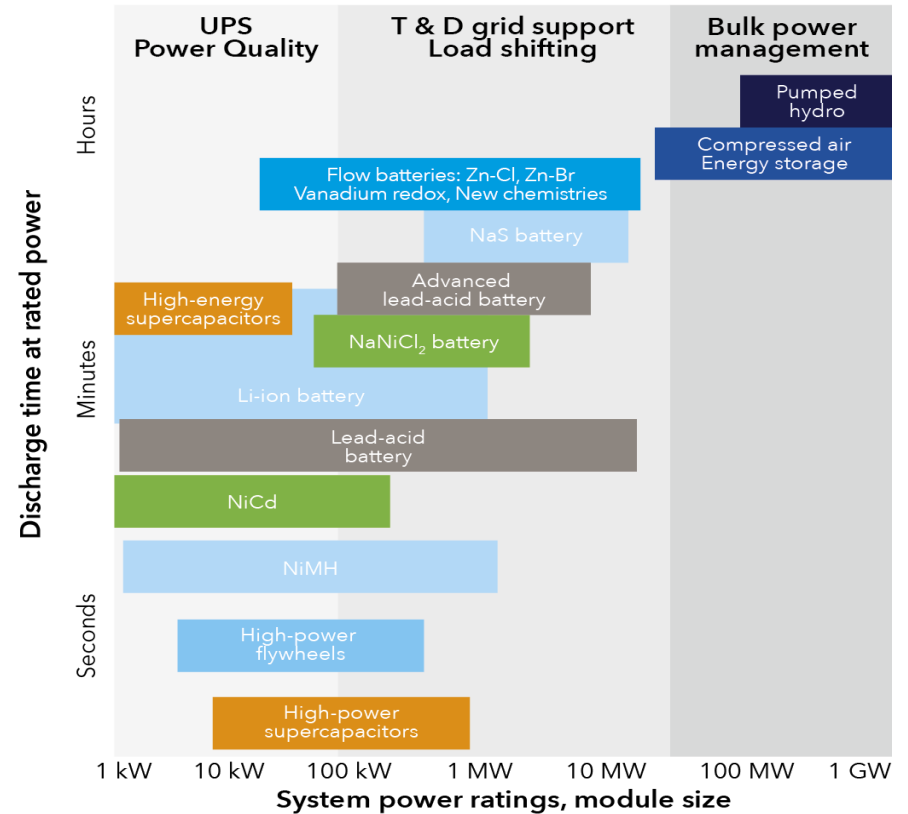 UPS
Power Quality
T & D grid support
Load shifting
Bulk power
management
Pumped
hydro
Compressed air
Energy storage
Flow batteries: Zn-Cl, Zn-Br
Vanadium redox, New chemistries
NaS battery
Advanced
lead-acid battery
High-energy
supercapacitors
NaNiCl₂ battery
Li-ion battery
Lead-acid
battery
NiCd
NiMH
High-power
flywheels
High-power
supercapacitors
Discharge time at rated power
Hours
Minutes
Seconds
1 kW 10 kW 100 kW 1 MW 10 MW 100 MW 1 GW
System power ratings, module size